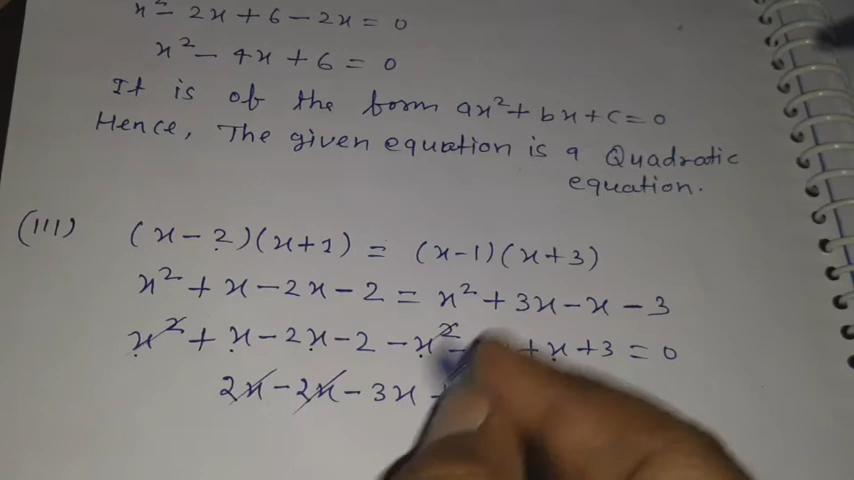 x² - 2x + 6 - 2x = 0
x² - 4x + 6 = 0
It is of the form ax² + bx + c = 0
Hence, The given equation is a Quadratic
equation.
(III) (x - 2)(x + 1) = (x - 1)(x + 3)
x² + x - 2x - 2 = x² + 3x - x - 3
x² + x - 2x - 2 - x² - + x + 3 = 0
2x - 2x - 3x +